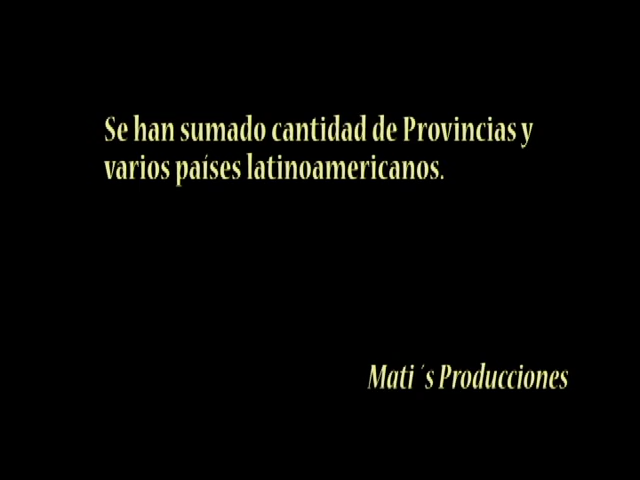 Se han sumado cantidad de Provincias y
varios países latinoamericanos.
Mati ´s Producciones